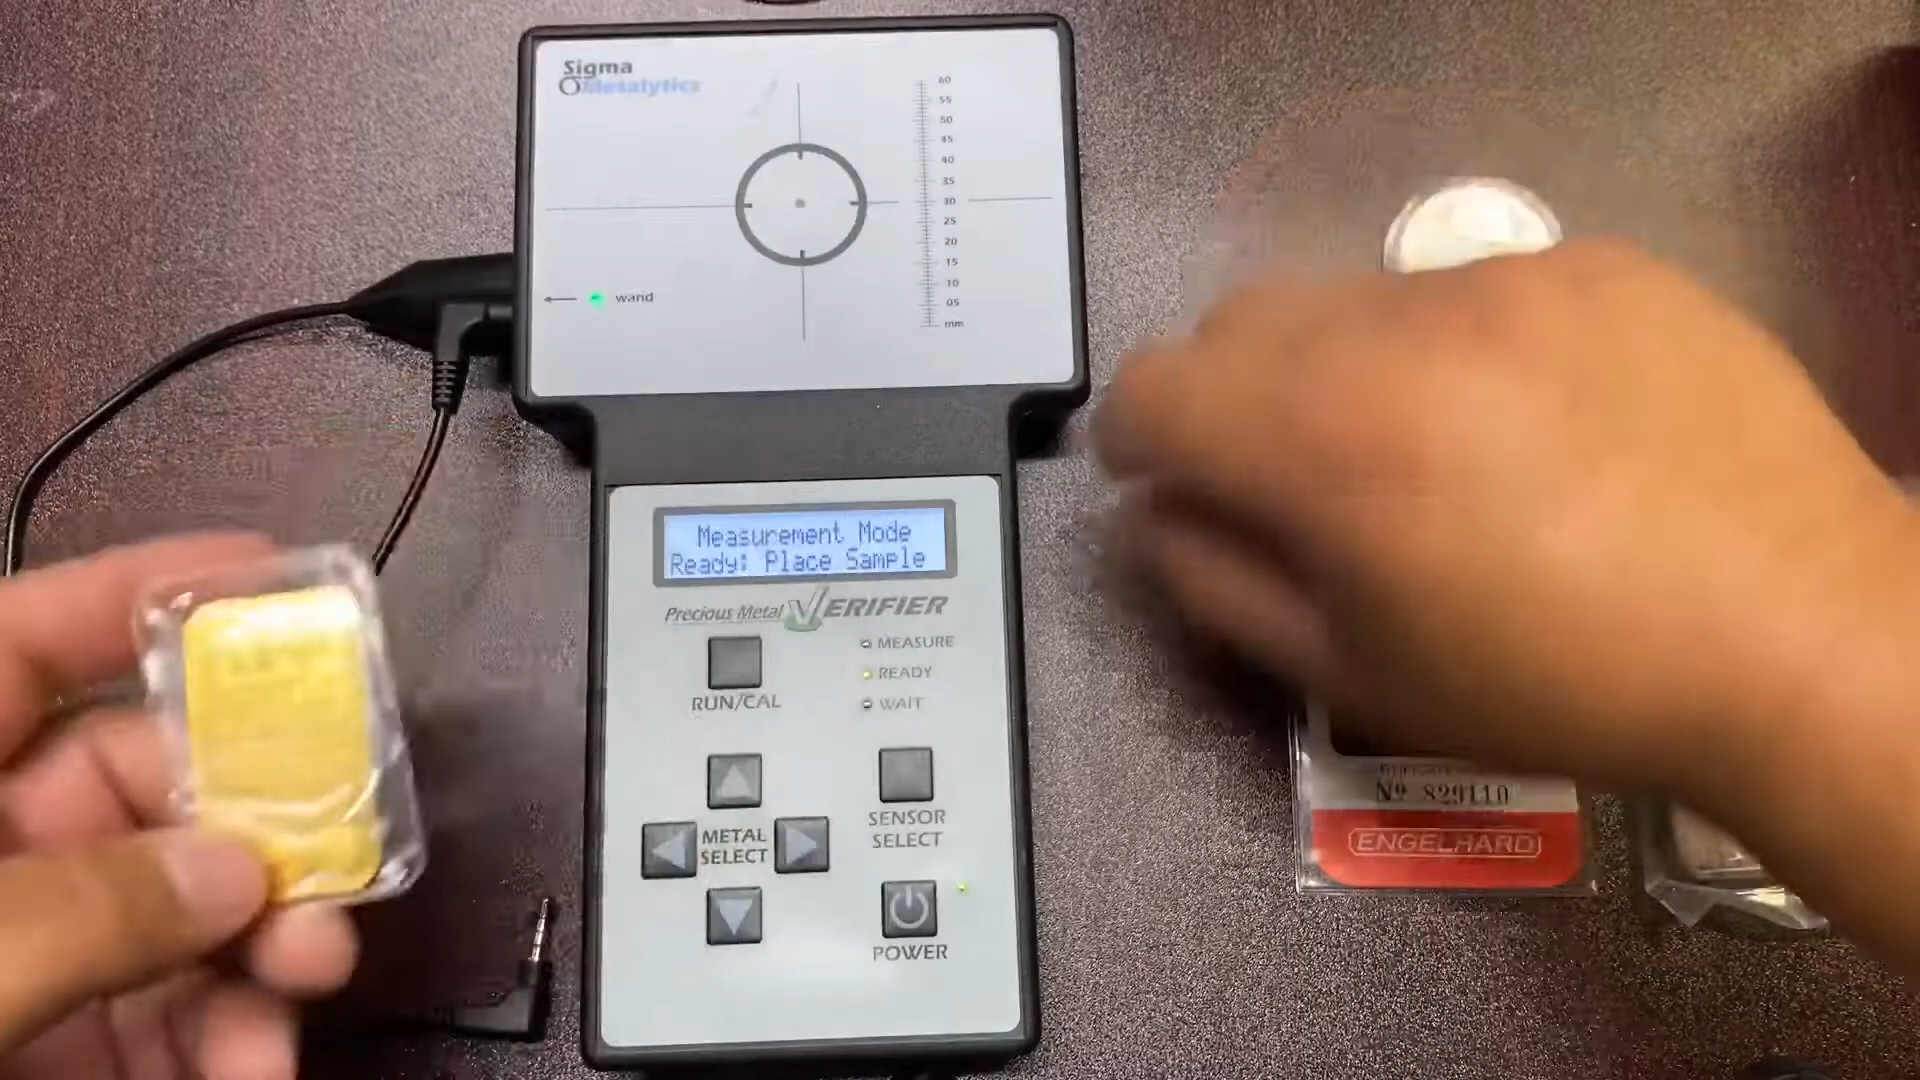 Sigma
Metalytics
60
55
50
45
40
35
30
25
20
15
10
05
mm
wand
Measurement Mode
Ready: Place Sample
Precious Metal VERIFIER
MEASURE
READY
WAIT
RUN/CAL
METAL
SELECT
SENSOR
SELECT
POWER
Nº 829110
ENGELHARD